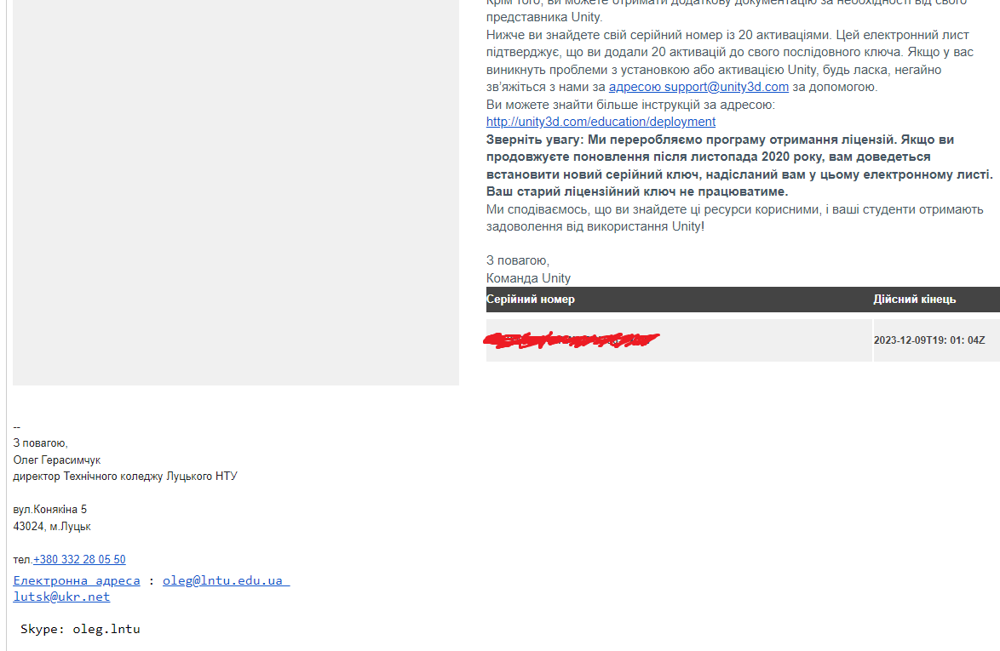 Крім того, ви можете отримати додаткову документацію за необхідності від свого
представника Unity.
Нижче ви знайдете свій серійний номер із 20 активаціями. Цей електронний лист
підтверджує, що ви додали 20 активацій до свого послідовного ключа. Якщо у вас
виникнуть проблеми з установкою або активацією Unity, будь ласка, негайно
зв’яжіться з нами за адресою support@unity3d.com за допомогою.
Ви можете знайти більше інструкцій за адресою:
http://unity3d.com/education/deployment
Зверніть увагу: Ми переробляємо програму отримання ліцензій. Якщо ви
продовжуєте поновлення після листопада 2020 року, вам доведеться
встановити новий серійний ключ, надісланий вам у цьому електронному листі.
Ваш старий ліцензійний ключ не працюватиме.
Ми сподіваємось, що ви знайдете ці ресурси корисними, і ваші студенти отримають
задоволення від використання Unity!
З повагою,
Команда Unity
Серійний номер Дійсний кінець
2023-12-09T19: 01: 04Z
--
З повагою,
Олег Герасимчук
директор Технічного коледжу Луцького НТУ
вул.Конякіна 5
43024, м.Луцьк
тел.+380 332 28 05 50
Електронна адреса : oleg@lntu.edu.ua
lutsk@ukr.net
Skype: oleg.lntu